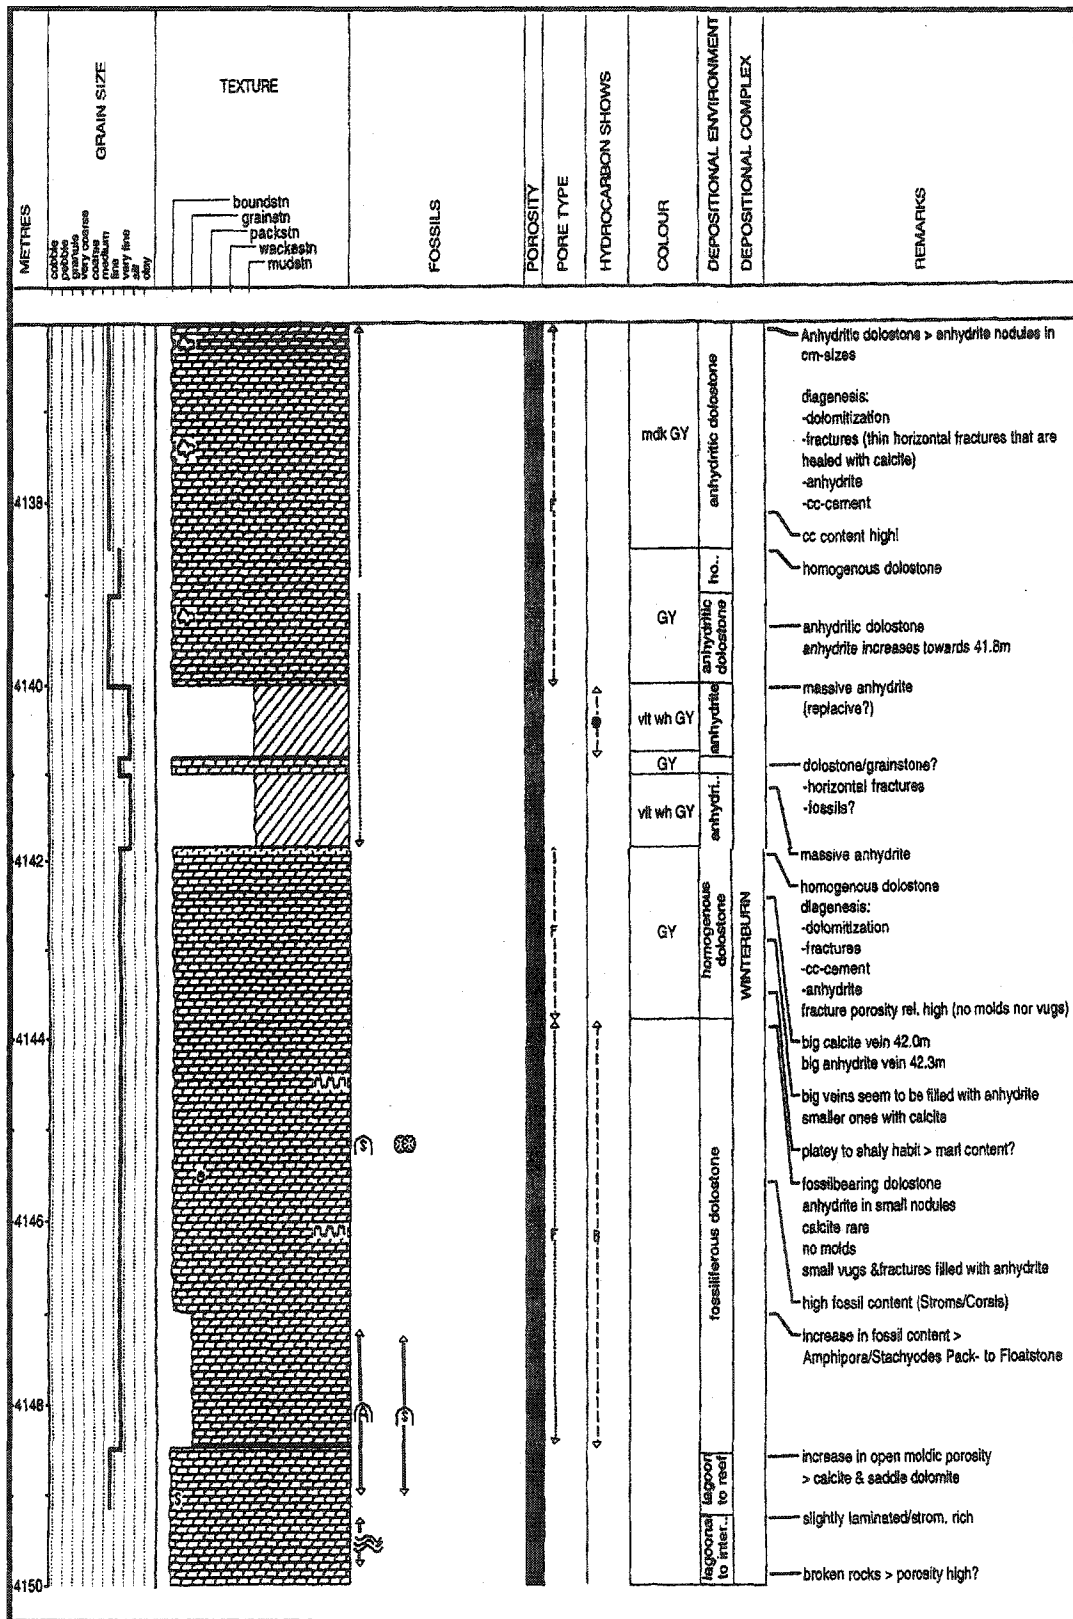 METRES
GRAIN SIZE
cobble
pebble
granule
very coarse
coarse
medium
fine
very fine
silt
clay
TEXTURE
boundstn
grainstn
packstn
wackestn
mudstn
FOSSILS
POROSITY
PORE TYPE
HYDROCARBON SHOWS
COLOUR
DEPOSITIONAL ENVIRONMENT
DEPOSITIONAL COMPLEX
REMARKS
4138
4140
4142
4144
4146
4148
4150
mdk GY
GY
vlt wh GY
GY
vlt wh GY
GY
anhydritic dolostone
ho..
anhydritic
dolostone
anhydrite
anhydri..
homogenous
dolostone
fossiliferous dolostone
lagoon
to reef
lagoonal
to inter..
WINTERBURN
Anhydritic dolostone > anhydrite nodules in
cm-sizes
diagenesis:
-dolomitization
-fractures (thin horizontal fractures that are
healed with calcite)
-anhydrite
-cc-cement
cc content high!
homogenous dolostone
anhydritic dolostone
anhydrite increases towards 41.8m
massive anhydrite
(replacive?)
dolostone/grainstone?
-horizontal fractures
-fossils?
massive anhydrite
homogenous dolostone
diagenesis:
-dolomitization
-fractures
-cc-cement
-anhydrite
fracture porosity rel. high (no molds nor vugs)
big calcite vein 42.0m
big anhydrite vein 42.3m
big veins seem to be filled with anhydrite
smaller ones with calcite
platey to shaly habit > marl content?
fossilbearing dolostone
anhydrite in small nodules
calcite rare
no molds
small vugs &fractures filled with anhydrite
high fossil content (Stroms/Corals)
increase in fossil content >
Amphipora/Stachyodes Pack- to Floatstone
increase in open moldic porosity
> calcite & saddle dolomite
slightly laminated/strom. rich
broken rocks > porosity high?